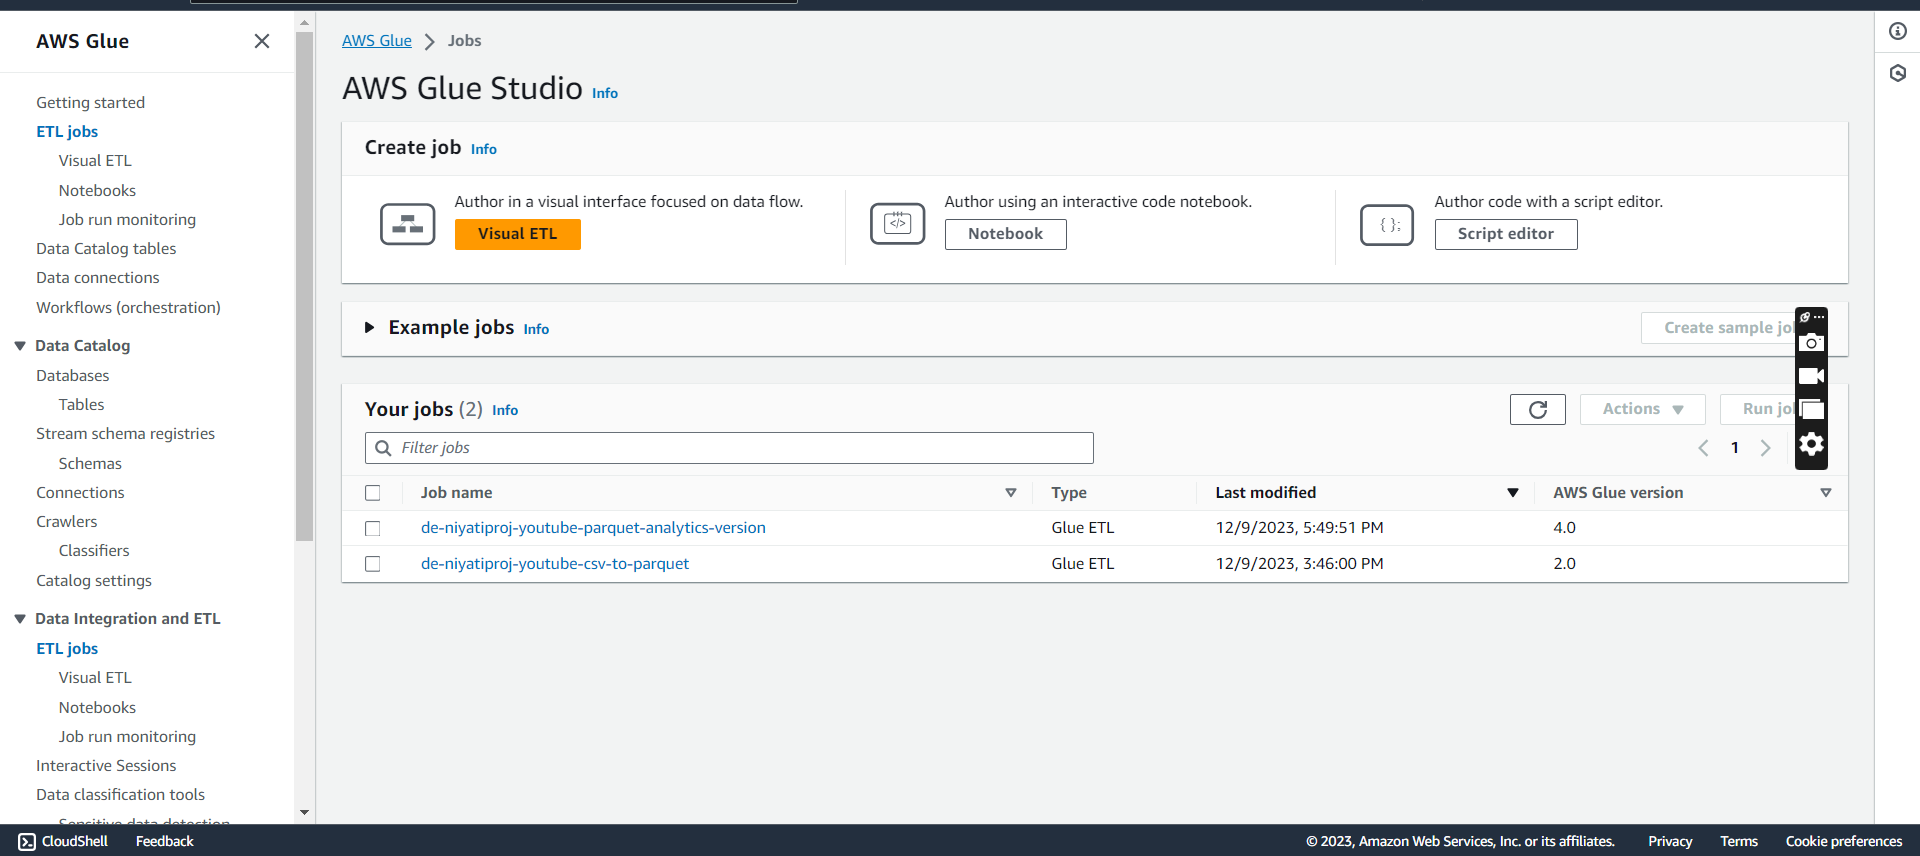 AWS Glue
Getting started
ETL jobs
Visual ETL
Notebooks
Job run monitoring
Data Catalog tables
Data connections
Workflows (orchestration)
Data Catalog
Databases
Tables
Stream schema registries
Schemas
Connections
Crawlers
Classifiers
Catalog settings
Data Integration and ETL
ETL jobs
Visual ETL
Notebooks
Job run monitoring
Interactive Sessions
Data classification tools
Sensitive data detection
AWS Glue > Jobs
AWS Glue Studio Info
Create job Info
Author in a visual interface focused on data flow.
Visual ETL
Author using an interactive code notebook.
Notebook
Author code with a script editor.
Script editor
Example jobs Info
Create sample jo
Your jobs (2) Info
Actions
Run jo
Filter jobs
1
Job name Type Last modified AWS Glue version
de-niyatiproj-youtube-parquet-analytics-version Glue ETL 12/9/2023, 5:49:51 PM 4.0
de-niyatiproj-youtube-csv-to-parquet Glue ETL 12/9/2023, 3:46:00 PM 2.0
CloudShell Feedback © 2023, Amazon Web Services, Inc. or its affiliates. Privacy Terms Cookie preferences